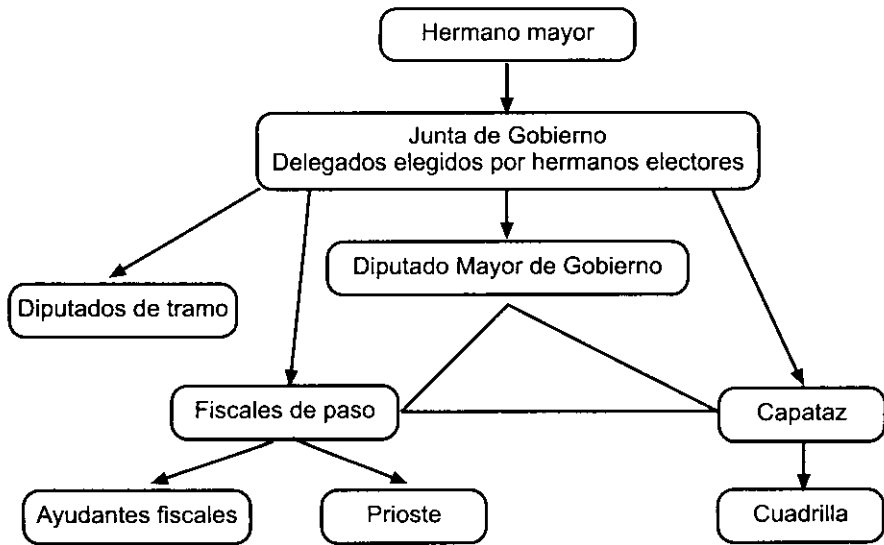 Hermano mayor
Junta de Gobierno
Delegados elegidos por hermanos electores
Diputado Mayor de Gobierno
Diputados de tramo
Fiscales de paso
Capataz
Ayudantes fiscales
Prioste
Cuadrilla